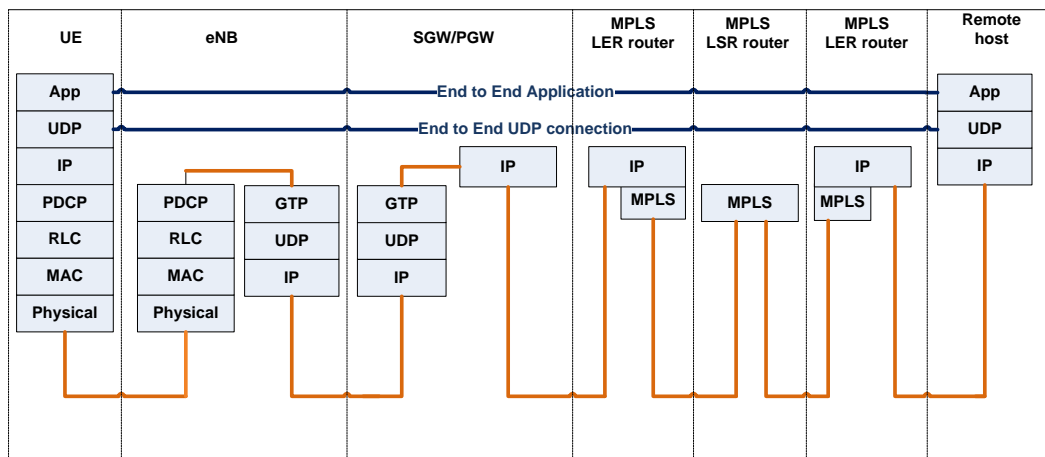 UE
eNB
SGW/PGW
MPLS
LER router
MPLS
LSR router
MPLS
LER router
Remote
host
App
End to End Application
App
UDP
End to End UDP connection
UDP
IP
IP
IP
IP
IP
PDCP
PDCP
GTP
GTP
MPLS
MPLS
MPLS
RLC
RLC
UDP
UDP
MAC
MAC
IP
IP
Physical
Physical